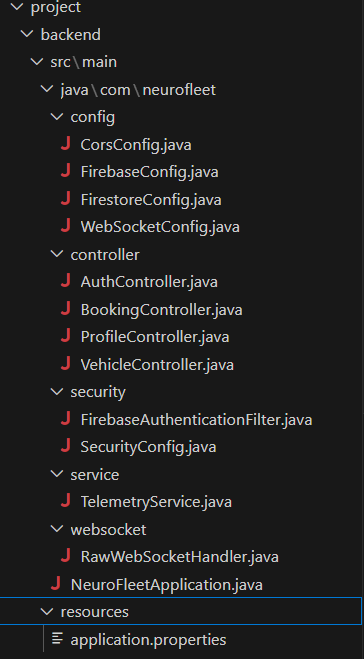 project
backend
src\main
java\com\neurofleet
config
CorsConfig.java
FirebaseConfig.java
FirestoreConfig.java
WebSocketConfig.java
controller
AuthController.java
BookingController.java
ProfileController.java
VehicleController.java
security
FirebaseAuthenticationFilter.java
SecurityConfig.java
service
TelemetryService.java
websocket
RawWebSocketHandler.java
NeuroFleetApplication.java
resources
application.properties